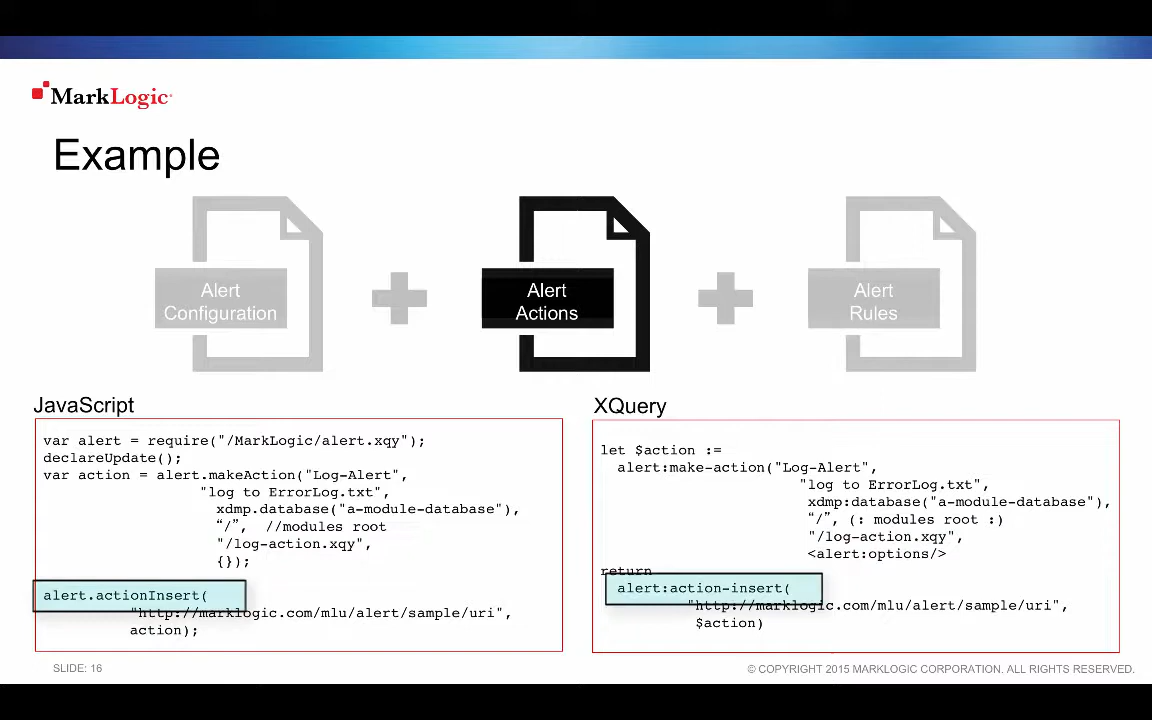 MarkLogic
Example
Alert
Configuration
Alert
Actions
Alert
Rules
JavaScript
var alert = require("/MarkLogic/alert.xqy");
declareUpdate();
var action = alert.makeAction("Log-Alert",
"log to ErrorLog.txt",
xdmp.database("a-module-database"),
“/”, //modules root
"/log-action.xqy",
{});
alert.actionInsert(
"http://marklogic.com/mlu/alert/sample/uri",
action);
XQuery
let $action :=
alert:make-action("Log-Alert",
"log to ErrorLog.txt",
xdmp:database("a-module-database"),
“/”, (: modules root :)
"/log-action.xqy",
<alert:options/>
return
alert:action-insert(
"http://marklogic.com/mlu/alert/sample/uri",
$action)
SLIDE: 16
© COPYRIGHT 2015 MARKLOGIC CORPORATION. ALL RIGHTS RESERVED.